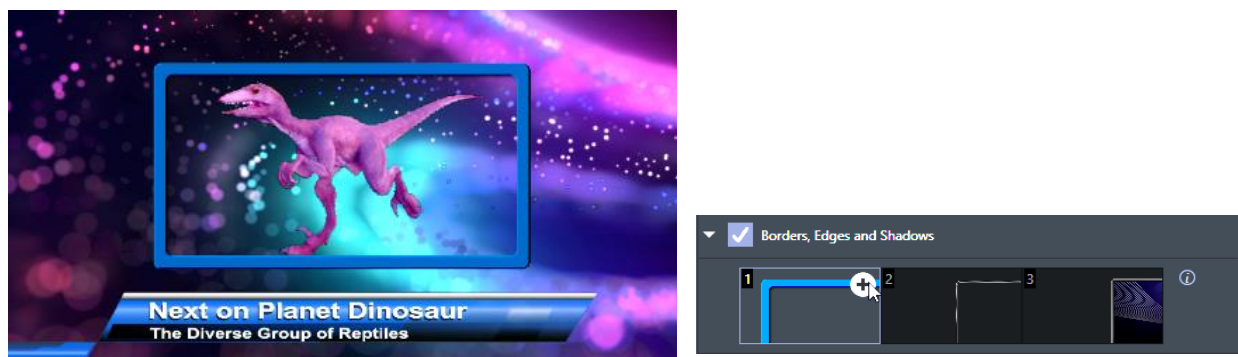 Next on Planet Dinosaur
The Diverse Group of Reptiles
Borders, Edges and Shadows
1 2 3